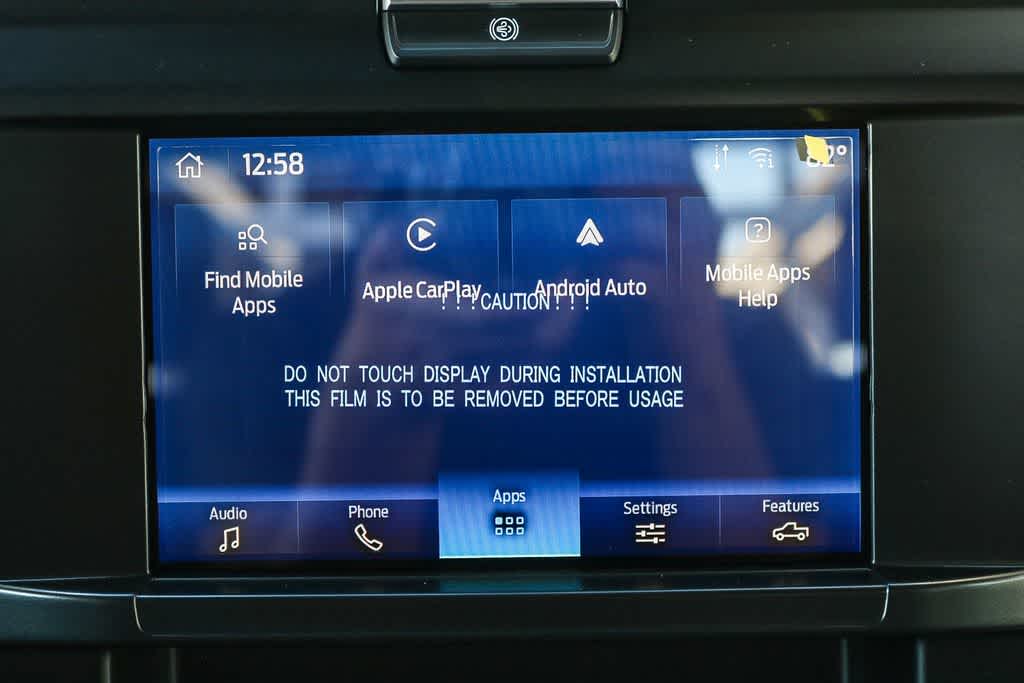 12:58
82°
Find Mobile
Apps
Apple CarPlay
Android Auto
Mobile Apps
Help
!!!CAUTION!!!
DO NOT TOUCH DISPLAY DURING INSTALLATION
THIS FILM IS TO BE REMOVED BEFORE USAGE
Audio
Phone
Apps
Settings
Features